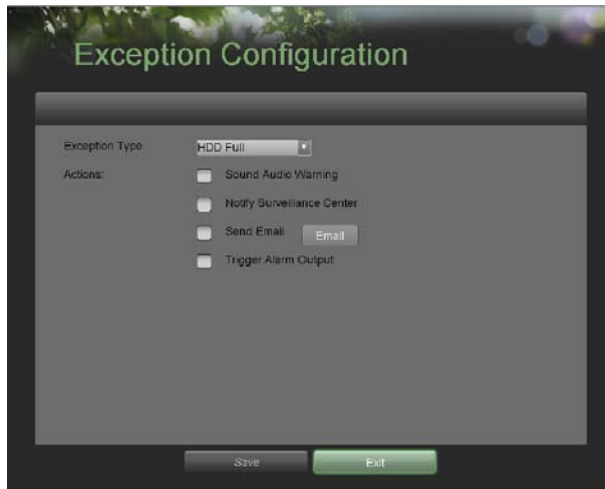 Exception Configuration
Exception Type HDD Full
Actions: Sound Audio Warning
Notify Surveillance Center
Send Email Email
Trigger Alarm Output
Save Exit